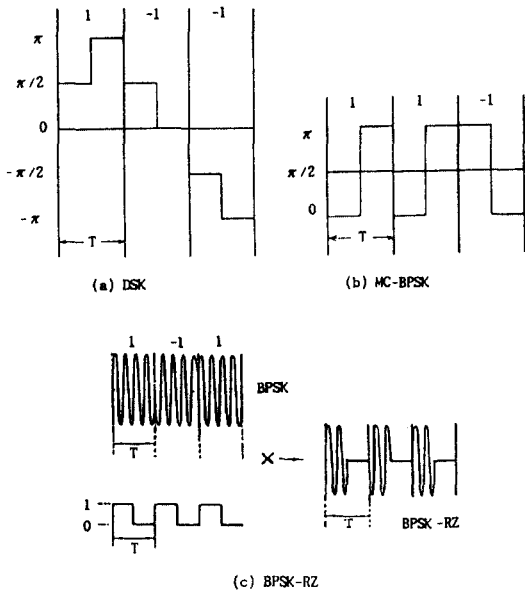 1 -1 -1
π
π/2
0
-π/2
-π
T
(a) DSK
1 1 -1
π
π/2
0
T
(b) MC-BPSK
1 -1 1
BPSK
T
×
1
0
T
T
BPSK-RZ
(c) BPSK-RZ